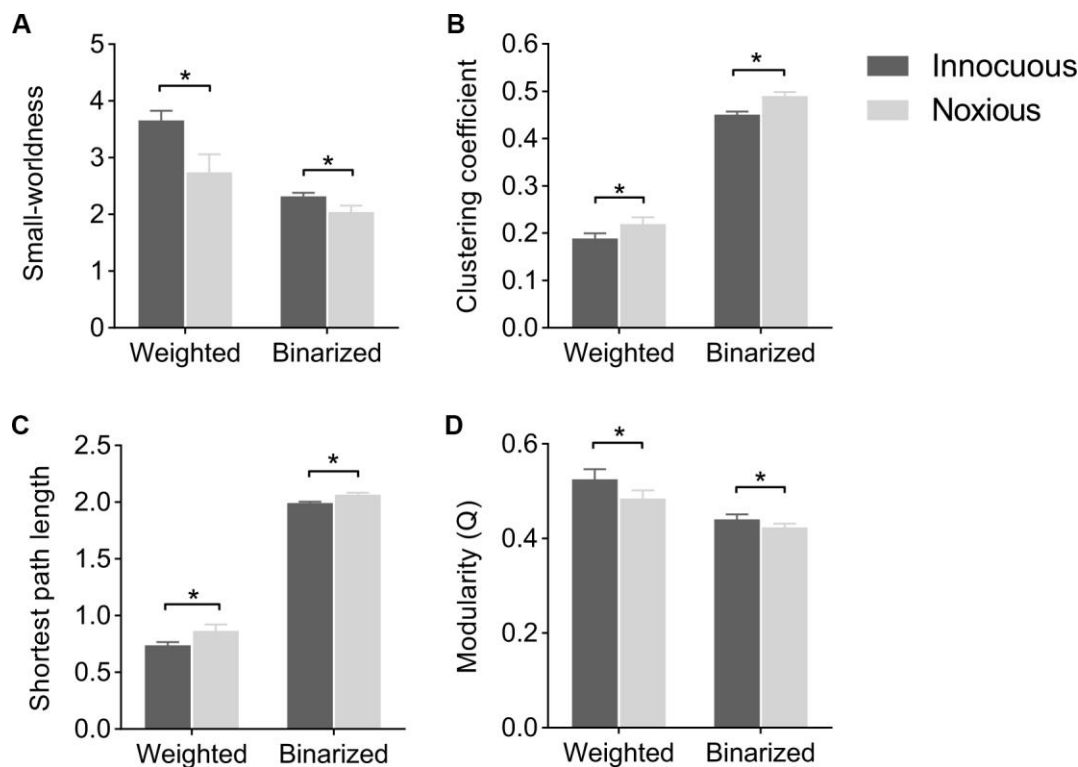 A
Small-worldness
5
4
3
2
1
0
*
*
Weighted Binarized
B
Clustering coefficient
0.6
0.5
0.4
0.3
0.2
0.1
0.0
*
*
Weighted Binarized
Innocuous
Noxious
C
Shortest path length
2.5
2.0
1.5
1.0
0.5
0.0
*
*
Weighted Binarized
D
Modularity (Q)
0.6
0.4
0.2
0.0
*
*
Weighted Binarized